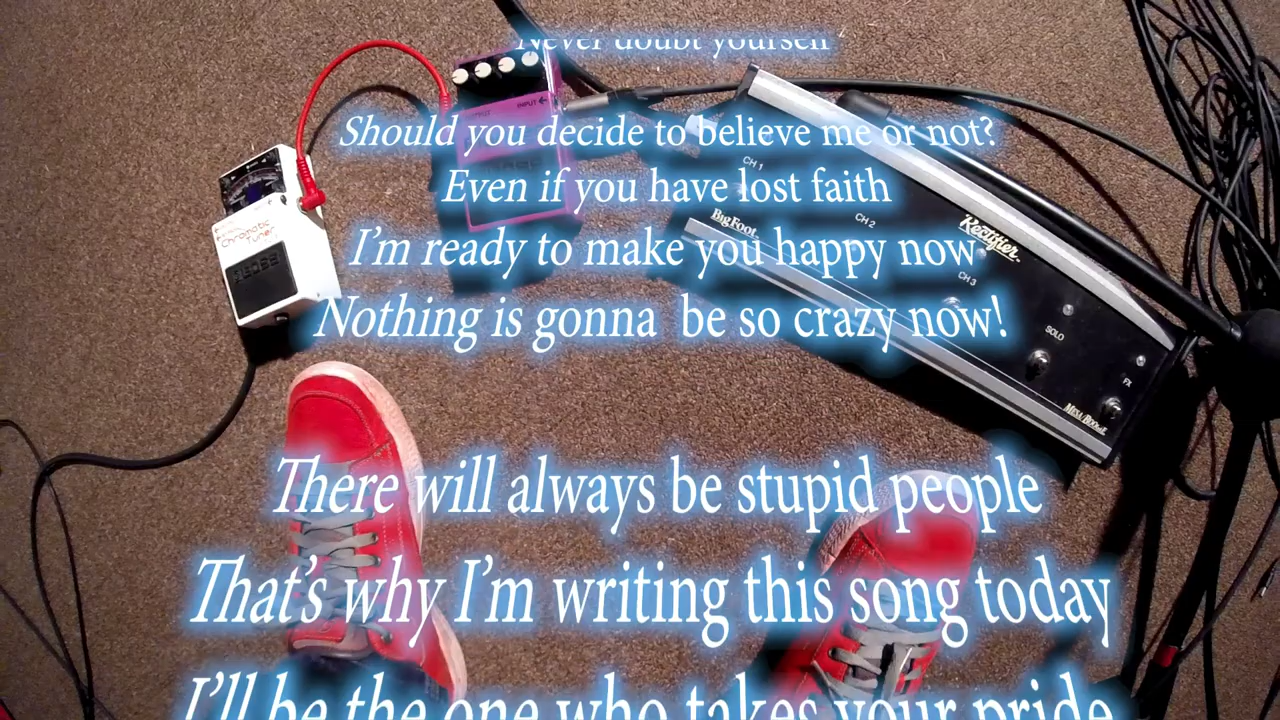 Never doubt yourself
Should you decide to believe me or not?
Even if you have lost faith
I'm ready to make you happy now
Nothing is gonna be so crazy now!
There will always be stupid people
That's why I'm writing this song today
I'll be the one who takes your pride
INPUT
Chromatic
Tuner
BOSS
CH 1
BigFoot
CH 2
Rectifier
CH 3
SOLO
FX
MESA/BOOGIE